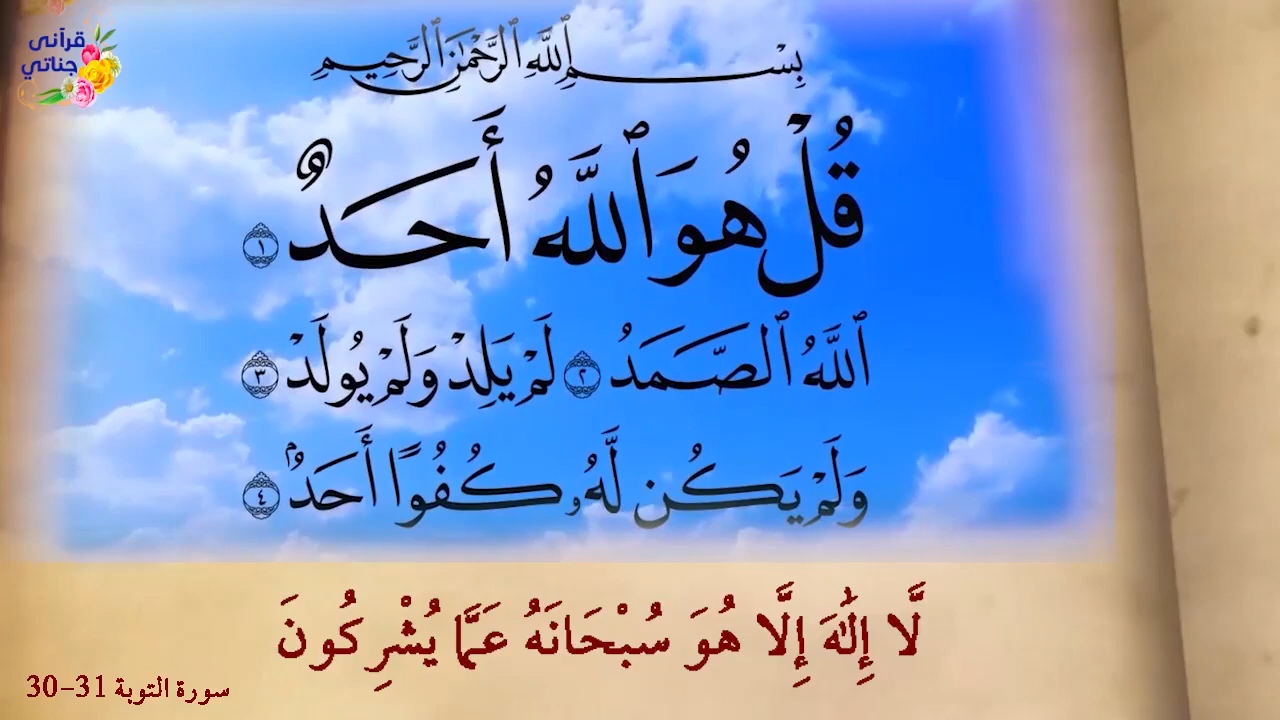 قرآنى
جناتي
بِسْمِ ٱللَّهِ ٱلرَّحْمَٰنِ ٱلرَّحِيمِ
قُلْ هُوَ ٱللَّهُ أَحَدٌ ١
ٱللَّهُ ٱلصَّمَدُ ٢ لَمْ يَلِدْ وَلَمْ يُولَدْ ٣
وَلَمْ يَكُن لَّهُۥ كُفُوًا أَحَدٌۢ ٤
لَّا إِلَٰهَ إِلَّا هُوَ سُبْحَانَهُ عَمَّا يُشْرِكُونَ
سورة التوبة 31-30